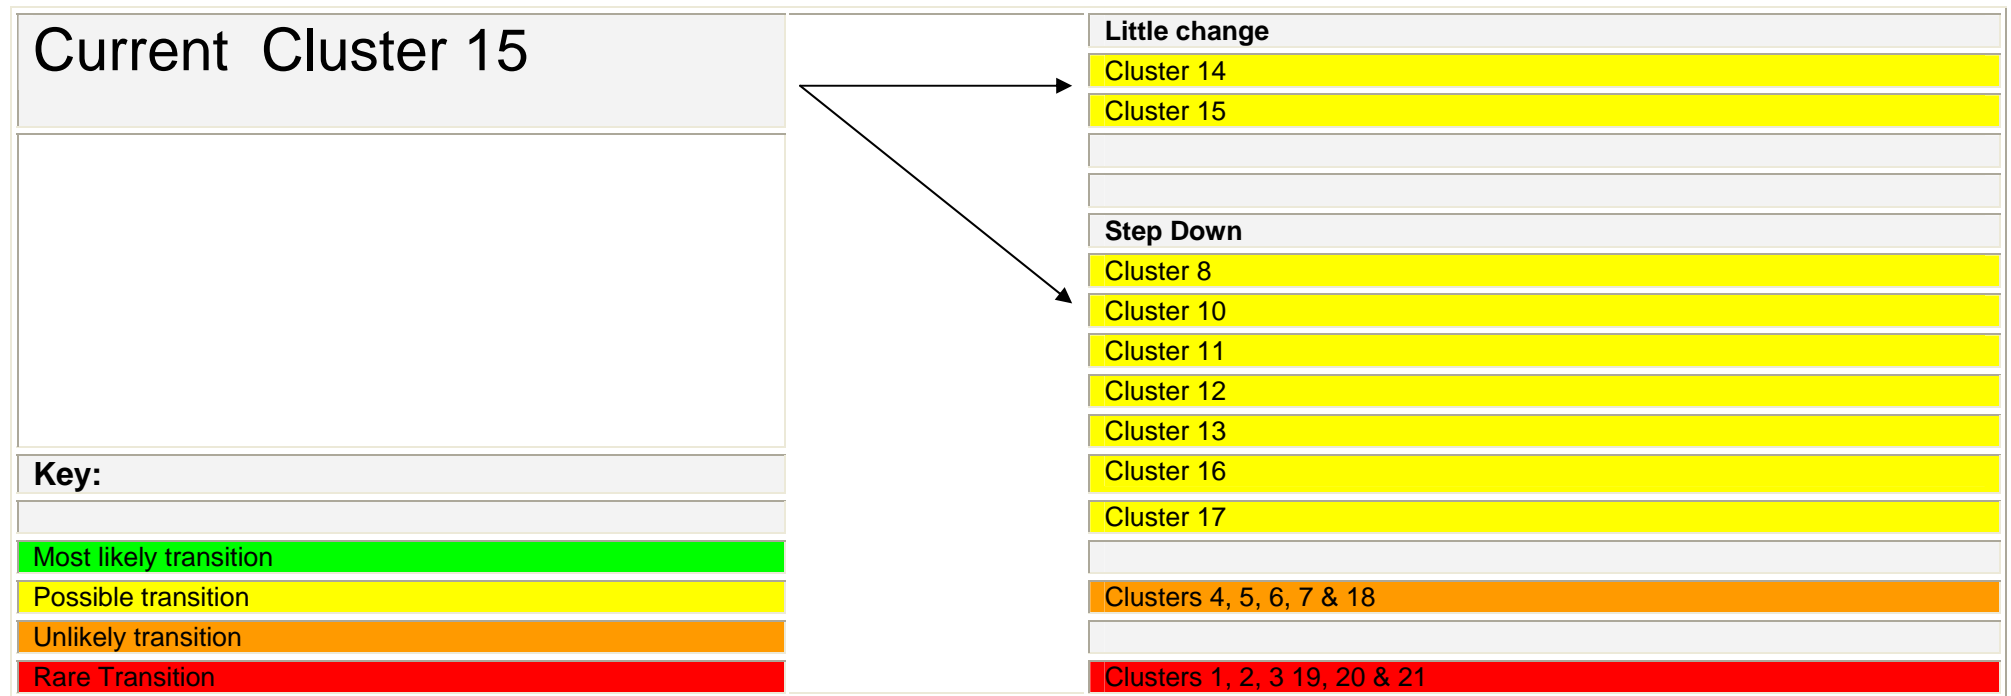 Current Cluster 15
Key:
Most likely transition
Possible transition
Unlikely transition
Rare Transition
Little change
Cluster 14
Cluster 15
Step Down
Cluster 8
Cluster 10
Cluster 11
Cluster 12
Cluster 13
Cluster 16
Cluster 17
Clusters 4, 5, 6, 7 & 18
Clusters 1, 2, 3 19, 20 & 21